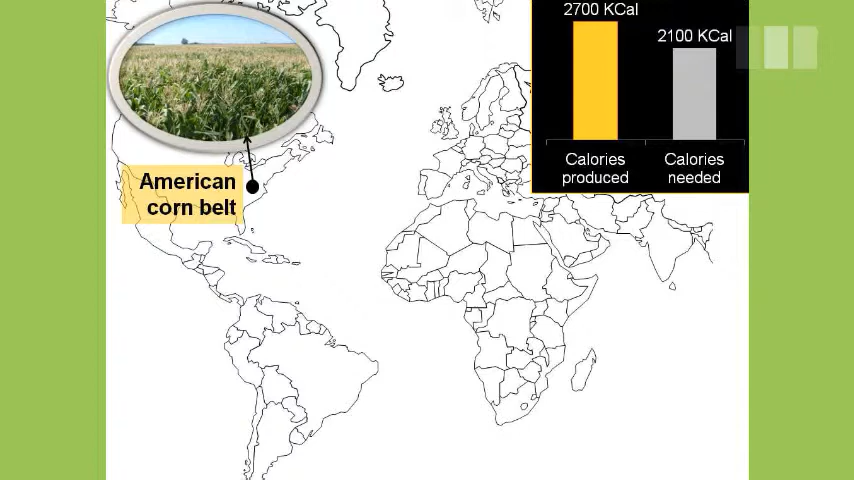 2700 KCal
2100 KCal
Calories
produced
Calories
needed
American
corn belt